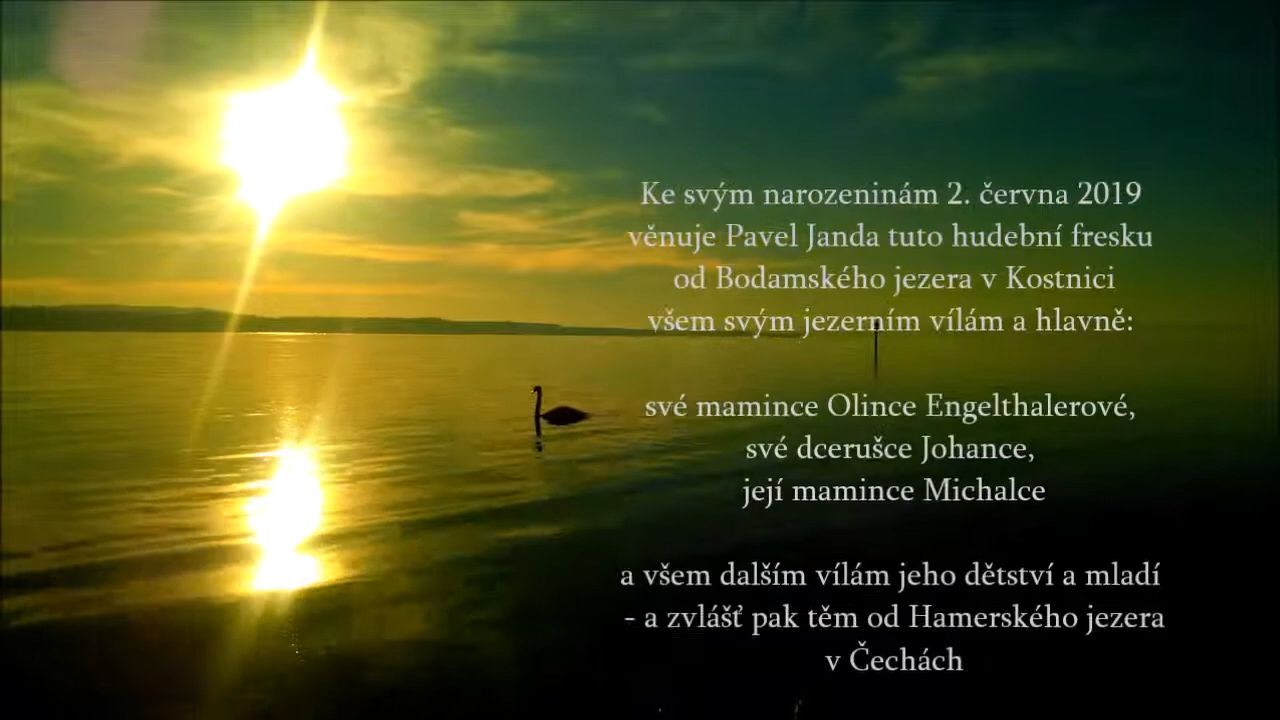 Ke svým narozeninám 2. června 2019
věnuje Pavel Janda tuto hudební fresku
od Bodamského jezera v Kostnici
všem svým jezerním vílám a hlavně:
své mamince Olince Engelthalerové,
své dcerušce Johance,
její mamince Michalce
a všem dalším vílám jeho dětství a mladí
- a zvlášť pak těm od Hamerského jezera
v Čechách